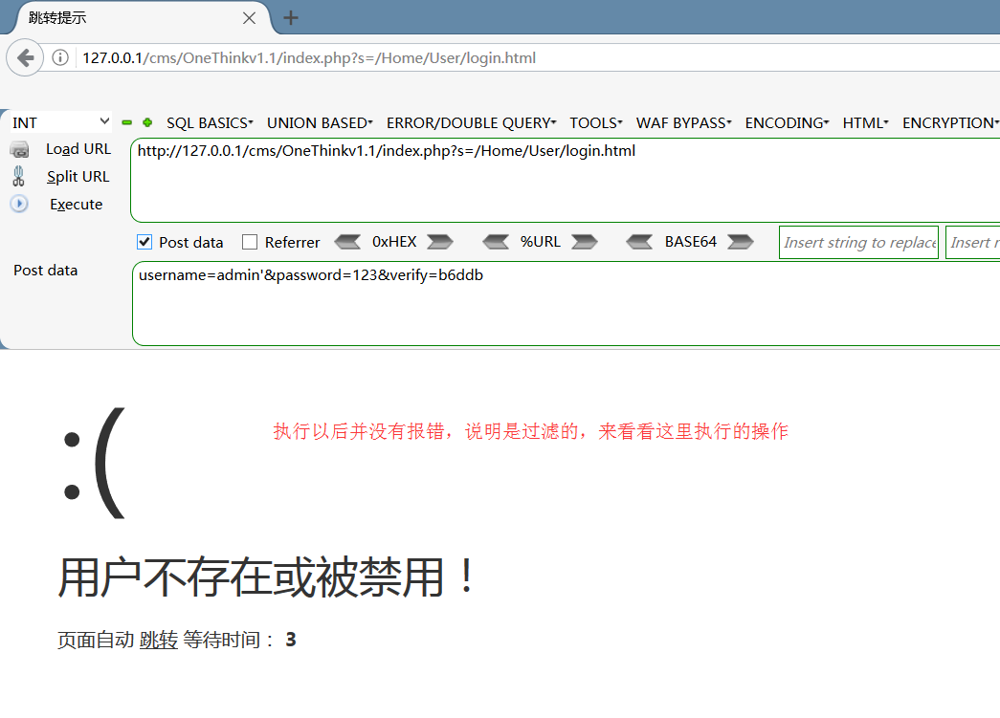 跳转提示
127.0.0.1/cms/OneThinkv1.1/index.php?s=/Home/User/login.html
INT SQL BASICS UNION BASED ERROR/DOUBLE QUERY TOOLS WAF BYPASS ENCODING HTML ENCRYPTION
Load URL http://127.0.0.1/cms/OneThinkv1.1/index.php?s=/Home/User/login.html
Split URL
Execute
Post data Referrer 0xHEX %URL BASE64 Insert string to replace Insert r
Post data username=admin'&password=123&verify=b6ddb
:(
执行以后并没有报错，说明是过滤的，来看看这里执行的操作
用户不存在或被禁用！
页面自动 跳转 等待时间： 3